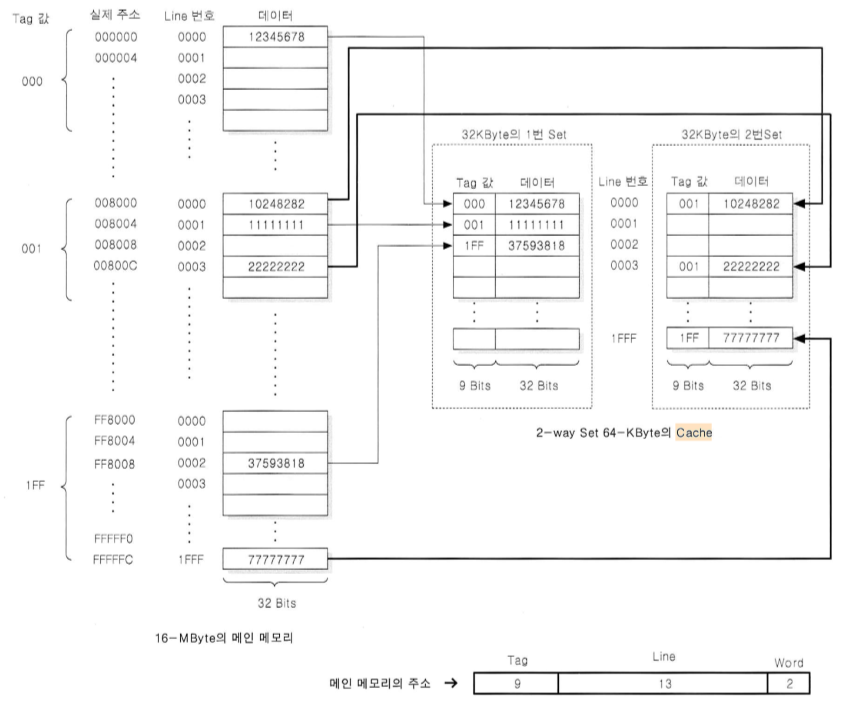 Tag 값 실제 주소 Line 번호 데이터
000000 0000 12345678
000004 0001
0002
000
0003
32KByte의 1번 Set 32KByte의 2번Set
Tag 값 데이터 Line 번호 Tag 값 데이터
008000 0000 10248282 000 12345678 0000 001 10248282
008004 0001 11111111 001 11111111 0001
001 008008 0002 1FF 37593818 0002
00800C 0003 22222222 0003 001 22222222
1FFF 1FF 77777777
9 Bits 32 Bits 9 Bits 32 Bits
FF8000 0000
2-way Set 64-KByte의 Cache
FF8004 0001
FF8008 0002 37593818
0003
1FF
FFFFF0
FFFFFC 1FFF 77777777
32 Bits
16-MByte의 메인 메모리
Tag Line Word
메인 메모리의 주소 → 9 13 2